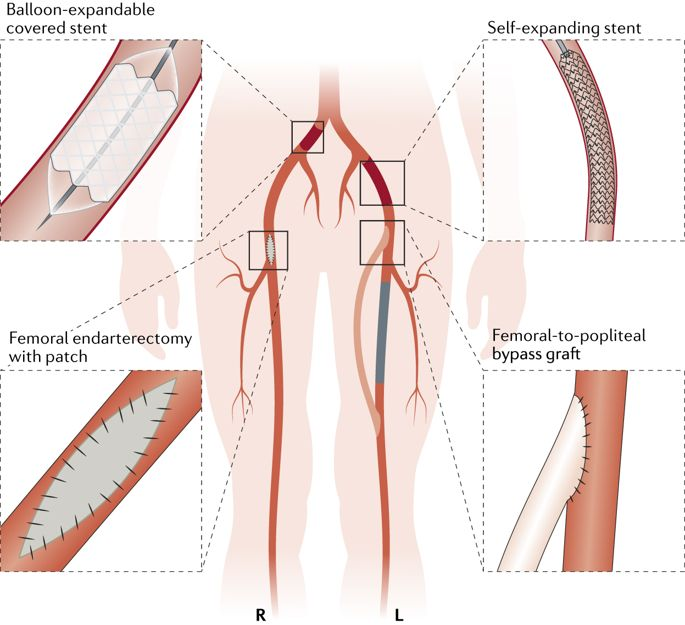 Balloon-expandable
covered stent
Self-expanding stent
Femoral endarterectomy
with patch
Femoral-to-popliteal
bypass graft
R
L